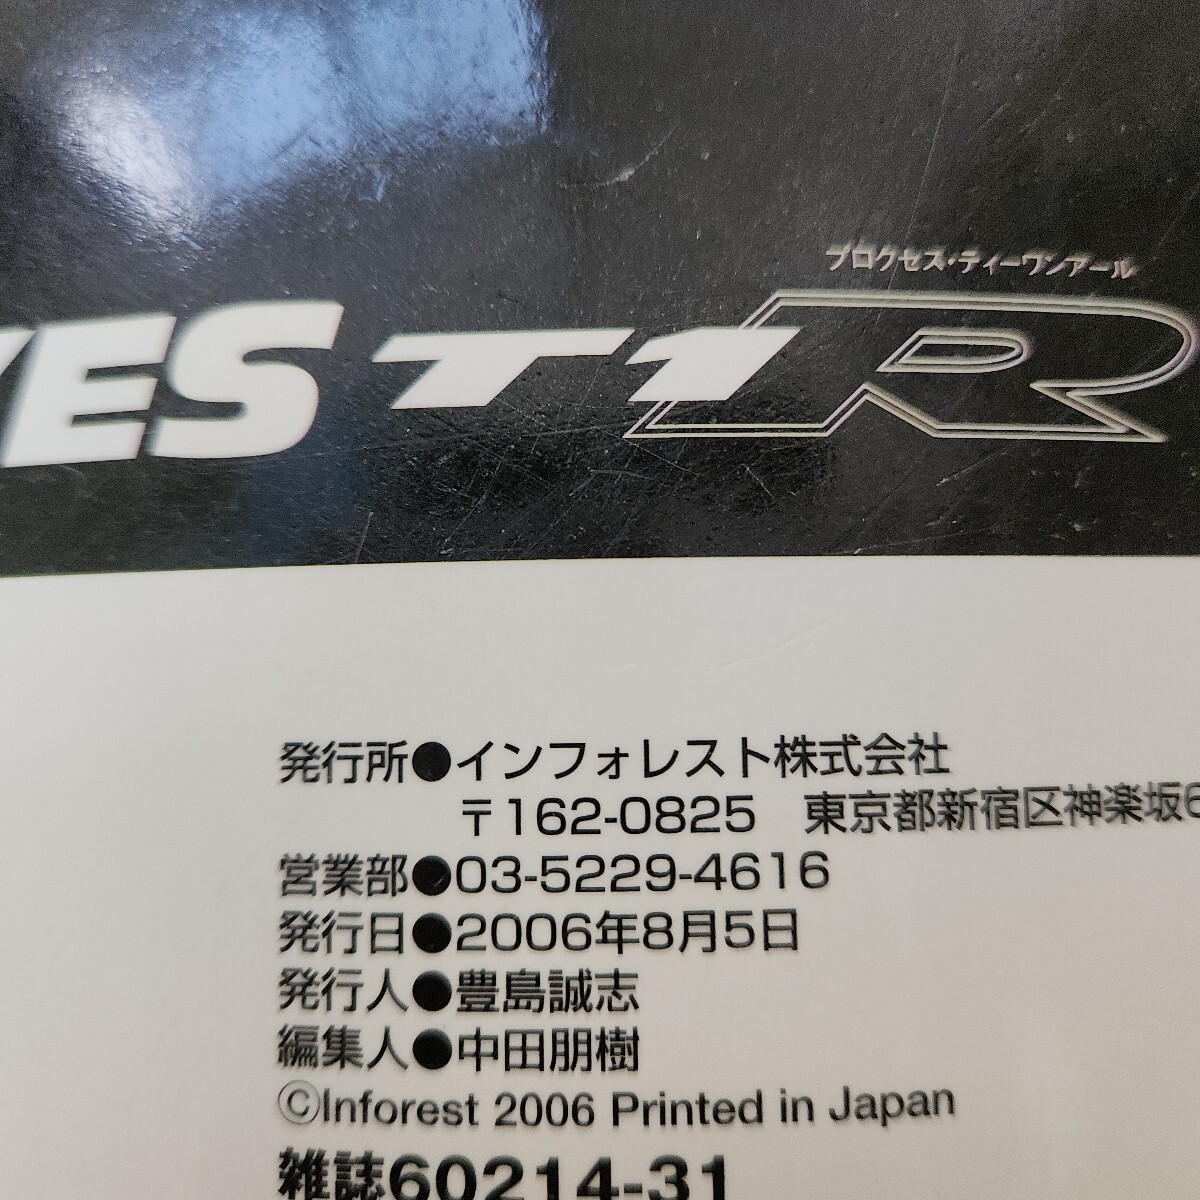 プロクセス・ティーワンアール
YES T1R
発行所●インフォレスト株式会社
〒162-0825 東京都新宿区神楽坂6
営業部●03-5229-4616
発行日●2006年8月5日
発行人●豊島誠志
編集人●中田朋樹
©Inforest 2006 Printed in Japan
雑誌60214-31